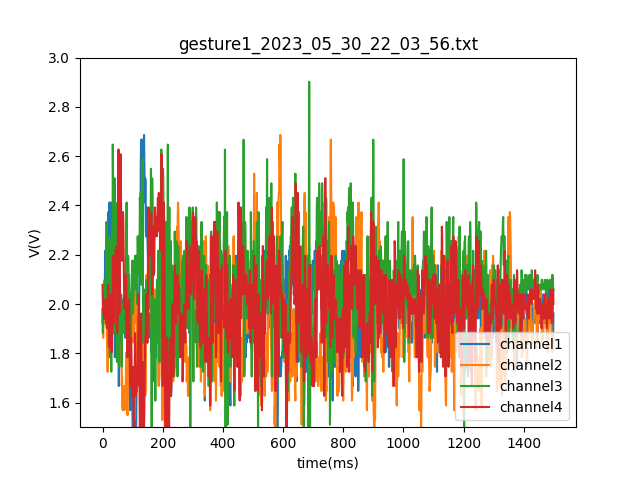 gesture1_2023_05_30_22_03_56.txt
3.0
2.8
2.6
2.4
2.2
2.0
1.8
1.6
V(V)
0 200 400 600 800 1000 1200 1400
time(ms)
channel1
channel2
channel3
channel4